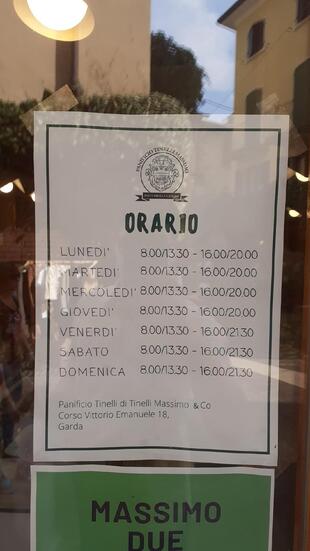 PANIFICIO TINELLI MASSIMO
ORARIO
LUNEDI' 8.00/13.30 - 16.00/20.00
MARTEDI' 8.00/13.30 - 16.00/20.00
MERCOLEDI' 8.00/13.30 - 16.00/20.00
GIOVEDI' 8.00/13.30 - 16.00/20.00
VENERDI' 8.00/13.30 - 16.00/21.30
SABATO 8.00/13.30 - 16.00/21.30
DOMENICA 8.00/13.30 - 16.00/21.30
Panificio Tinelli di Tinelli Massimo & Co
Corso Vittorio Emanuele 18,
Garda
MASSIMO
DUE